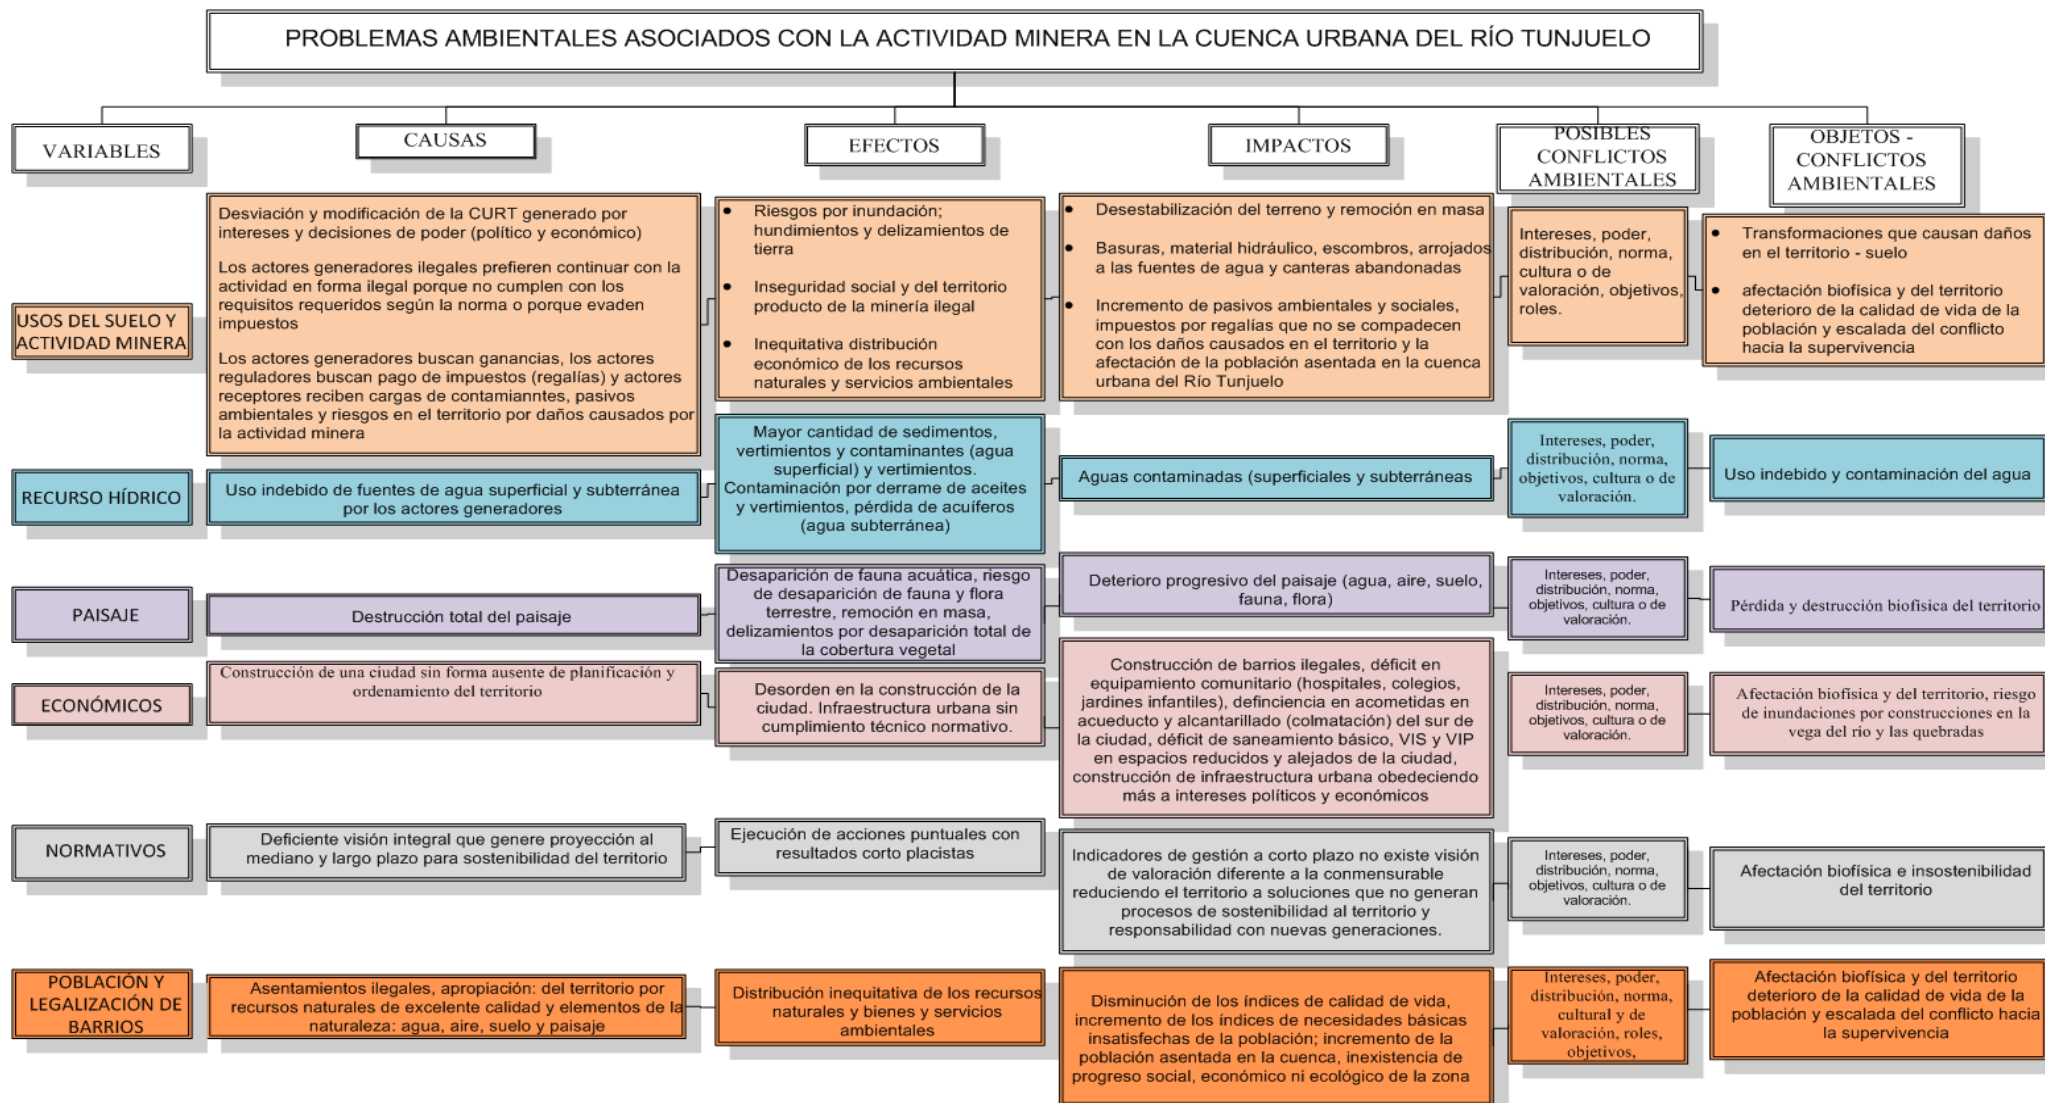 PROBLEMAS AMBIENTALES ASOCIADOS CON LA ACTIVIDAD MINERA EN LA CUENCA URBANA DEL RÍO TUNJUELO
VARIABLES
CAUSAS
EFECTOS
IMPACTOS
POSIBLES
CONFLICTOS
AMBIENTALES
OBJETOS -
CONFLICTOS
AMBIENTALES
USOS DEL SUELO Y
ACTIVIDAD MINERA
Desviación y modificación de la CURT generado por
intereses y decisiones de poder (político y económico)
Los actores generadores ilegales prefieren continuar con la
actividad en forma ilegal porque no cumplen con los
requisitos requeridos según la norma o porque evaden
impuestos
Los actores generadores buscan ganancias, los actores
reguladores buscan pago de impuestos (regalías) y actores
receptores reciben cargas de contamianntes, pasivos
ambientales y riesgos en el territorio por daños causados por
la actividad minera
• Riesgos por inundación;
hundimientos y delizamientos de
tierra
• Inseguridad social y del territorio
producto de la minería ilegal
• Inequitativa distribución
económico de los recursos
naturales y servicios ambientales
• Desestabilización del terreno y remoción en masa
• Basuras, material hidráulico, escombros, arrojados
a las fuentes de agua y canteras abandonadas
• Incremento de pasivos ambientales y sociales,
impuestos por regalías que no se compadecen
con los daños causados en el territorio y la
afectación de la población asentada en la cuenca
urbana del Río Tunjuelo
Intereses, poder,
distribución, norma,
cultura o de
valoración, objetivos,
roles.
• Transformaciones que causan daños
en el territorio - suelo
• afectación biofísica y del territorio
deterioro de la calidad de vida de la
población y escalada del conflicto
hacia la supervivencia
RECURSO HÍDRICO
Uso indebido de fuentes de agua superficial y subterránea
por los actores generadores
Mayor cantidad de sedimentos,
vertimientos y contaminantes (agua
superficial) y vertimientos.
Contaminación por derrame de aceites
y vertimientos, pérdida de acuíferos
(agua subterránea)
Aguas contaminadas (superficiales y subterráneas
Intereses, poder,
distribución, norma,
objetivos, cultura o de
valoración.
Uso indebido y contaminación del agua
PAISAJE
Destrucción total del paisaje
Desaparición de fauna acuática, riesgo
de desaparición de fauna y flora
terrestre, remoción en masa,
delizamientos por desaparición total de
la cobertura vegetal
Deterioro progresivo del paisaje (agua, aire, suelo,
fauna, flora)
Intereses, poder,
distribución, norma,
objetivos, cultura o de
valoración.
Pérdida y destrucción biofísica del territorio
ECONÓMICOS
Construcción de una ciudad sin forma ausente de planificación y
ordenamiento del territorio
Desorden en la construcción de la
ciudad. Infraestructura urbana sin
cumplimiento técnico normativo.
Construcción de barrios ilegales, déficit en
equipamiento comunitario (hospitales, colegios,
jardines infantiles), definciencia en acometidas en
acueducto y alcantarillado (colmatación) del sur de
la ciudad, déficit de saneamiento básico, VIS y VIP
en espacios reducidos y alejados de la ciudad,
construcción de infraestructura urbana obedeciendo
más a intereses políticos y económicos
Intereses, poder,
distribución, norma,
objetivos, cultura o de
valoración.
Afectación biofísica y del territorio, riesgo
de inundaciones por construcciones en la
vega del rio y las quebradas
NORMATIVOS
Deficiente visión integral que genere proyección al
mediano y largo plazo para sostenibilidad del territorio
Ejecución de acciones puntuales con
resultados corto placistas
Indicadores de gestión a corto plazo no existe visión
de valoración diferente a la conmensurable
reduciendo el territorio a soluciones que no generan
procesos de sostenibilidad al territorio y
responsabilidad con nuevas generaciones.
Intereses, poder,
distribución, norma,
objetivos, cultura o de
valoración.
Afectación biofísica e insostenibilidad
del territorio
POBLACIÓN Y
LEGALIZACIÓN DE
BARRIOS
Asentamientos ilegales, apropiación: del territorio por
recursos naturales de excelente calidad y elementos de la
naturaleza: agua, aire, suelo y paisaje
Distribución inequitativa de los recursos
naturales y bienes y servicios
ambientales
Disminución de los índices de calidad de vida,
incremento de los índices de necesidades básicas
insatisfechas de la población; incremento de la
población asentada en la cuenca, inexistencia de
progreso social, económico ni ecológico de la zona
Intereses, poder,
distribución, norma,
cultural y de
valoración, roles,
objetivos,
Afectación biofísica y del territorio
deterioro de la calidad de vida de la
población y escalada del conflicto hacia
la supervivencia